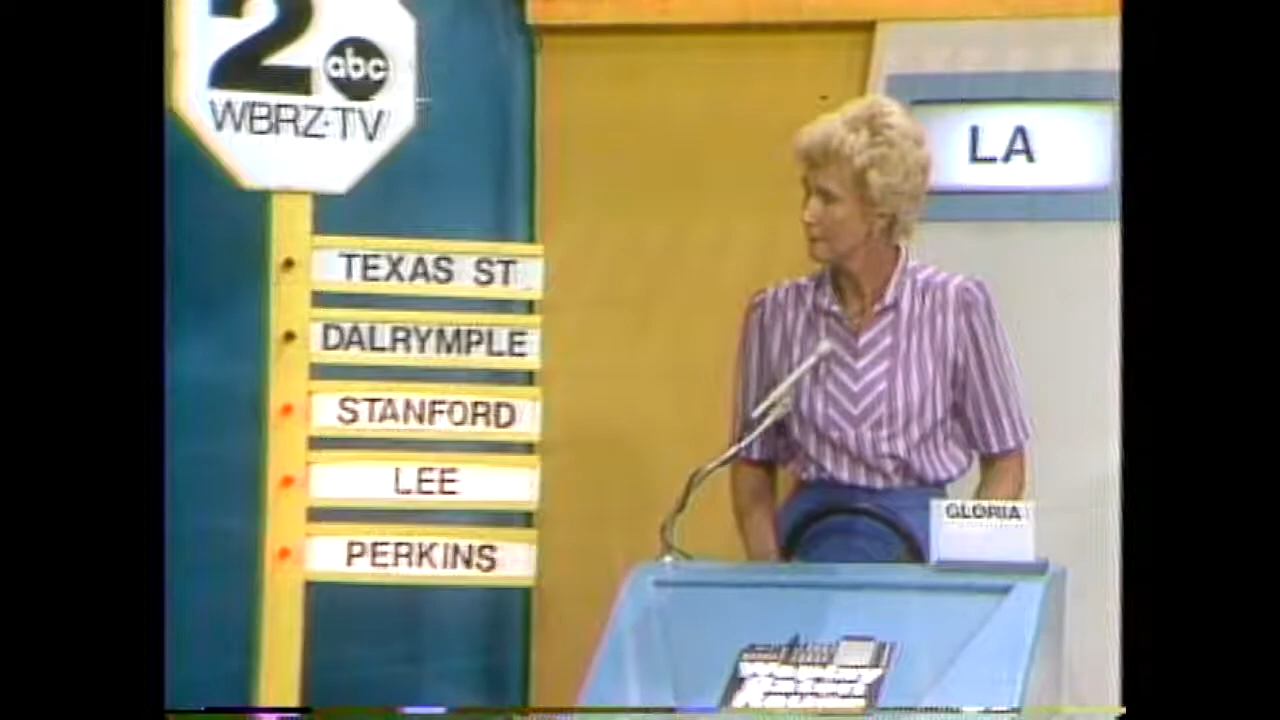 2
abc
WBRZ-TV
LA
TEXAS ST
DALRYMPLE
STANFORD
LEE
PERKINS
GLORIA